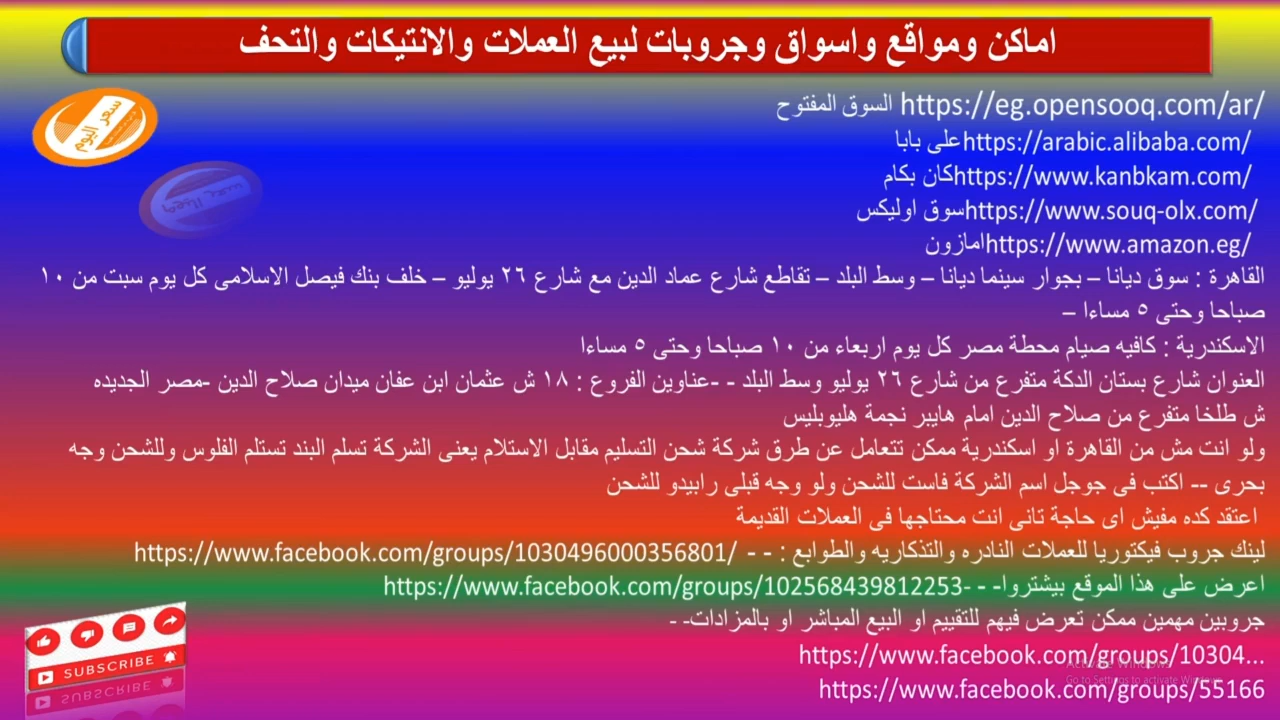 اماكن ومواقع واسواق وجروبات لبيع العملات والانتيكات والتحف
سعر اليوم
https://eg.opensooq.com/ar/ السوق المفتوح
https://arabic.alibaba.com/على بابا
https://www.kanbkam.com/كان بكام
https://www.souq-olx.com/سوق اوليكس
https://www.amazon.eg/امازون
القاهرة : سوق ديانا – بجوار سينما ديانا – وسط البلد – تقاطع شارع عماد الدين مع شارع ٢٦ يوليو – خلف بنك فيصل الاسلامى كل يوم سبت من ١٠
صباحا وحتى ٥ مساءا –
الاسكندرية : كافيه صيام محطة مصر كل يوم اربعاء من ١٠ صباحا وحتى ٥ مساءا
العنوان شارع بستان الدكة متفرع من شارع ٢٦ يوليو وسط البلد - -عناوين الفروع : ١٨ ش عثمان ابن عفان ميدان صلاح الدين -مصر الجديده
ش طلخا متفرع من صلاح الدين امام هايبر نجمة هليوبليس
ولو انت مش من القاهرة او اسكندرية ممكن تتعامل عن طرق شركة شحن التسليم مقابل الاستلام يعنى الشركة تسلم البند تستلم الفلوس وللشحن وجه
بحرى -- اكتب فى جوجل اسم الشركة فاست للشحن ولو وجه قبلى رابيدو للشحن
اعتقد كده مفيش اى حاجة تانى انت محتاجها فى العملات القديمة
لينك جروب فيكتوريا للعملات النادره والتذكاريه والطوابع : - - https://www.facebook.com/groups/1030496000356801/
اعرض على هذا الموقع بيشتروا- - -https://www.facebook.com/groups/102568439812253
جروبين مهمين ممكن تعرض فيهم للتقييم او البيع المباشر او بالمزادات- -
https://www.facebook.com/groups/10304...
https://www.facebook.com/groups/55166
SUBSCRIBE
Activate Windows
Go to Settings to activate Windows.